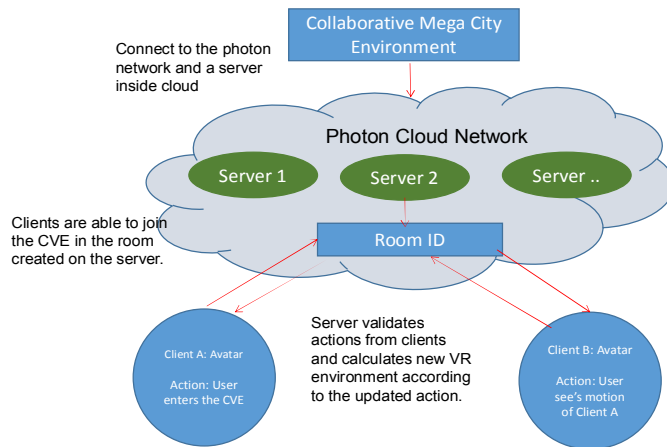 Collaborative Mega City
Environment
Connect to the photon
network and a server
inside cloud
Photon Cloud Network
Server 1
Server 2
Server ..
Clients are able to join
the CVE in the room
created on the server.
Room ID
Server validates
actions from clients
and calculates new VR
environment according
to the updated action.
Client A: Avatar
Action: User
enters the CVE
Client B: Avatar
Action: User
see's motion
of Client A